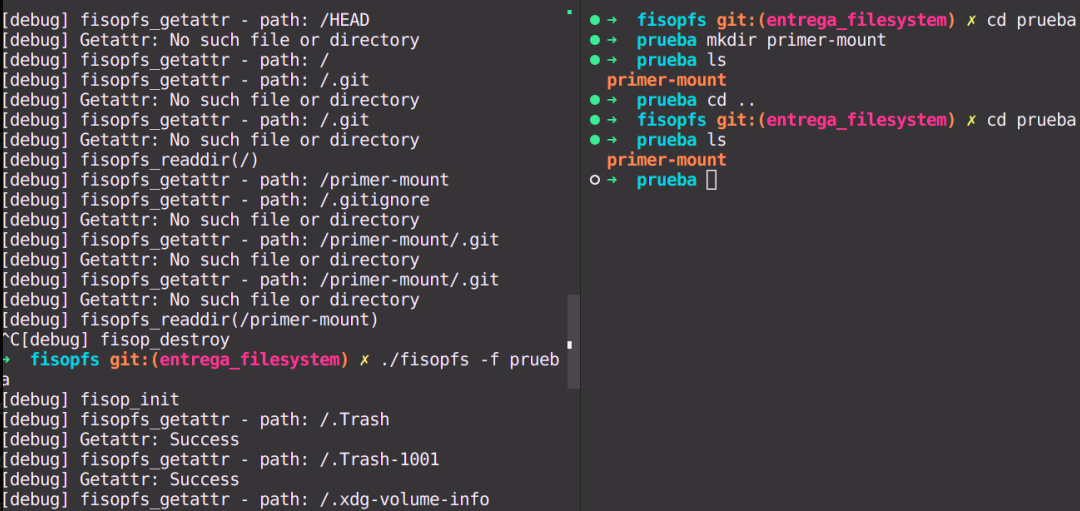 [debug] fisopfs_getattr - path: /HEAD
[debug] Getattr: No such file or directory
[debug] fisopfs_getattr - path: /
[debug] fisopfs_getattr - path: /.git
[debug] Getattr: No such file or directory
[debug] fisopfs_getattr - path: /.git
[debug] Getattr: No such file or directory
[debug] fisopfs_readdir(/)
[debug] fisopfs_getattr - path: /primer-mount
[debug] fisopfs_getattr - path: /.gitignore
[debug] Getattr: No such file or directory
[debug] fisopfs_getattr - path: /primer-mount/.git
[debug] Getattr: No such file or directory
[debug] fisopfs_getattr - path: /primer-mount/.git
[debug] Getattr: No such file or directory
[debug] fisopfs_readdir(/primer-mount)
^C[debug] fisop_destroy
→ fisopfs git:(entrega_filesystem) ✗ ./fisopfs -f prueb
a
[debug] fisop_init
[debug] fisopfs_getattr - path: /.Trash
[debug] Getattr: Success
[debug] fisopfs_getattr - path: /.Trash-1001
[debug] Getattr: Success
[debug] fisopfs_getattr - path: /.xdg-volume-info
→ fisopfs git:(entrega_filesystem) ✗ cd prueba
→ prueba mkdir primer-mount
→ prueba ls
primer-mount
→ prueba cd ..
→ fisopfs git:(entrega_filesystem) ✗ cd prueba
→ prueba ls
primer-mount
→ prueba